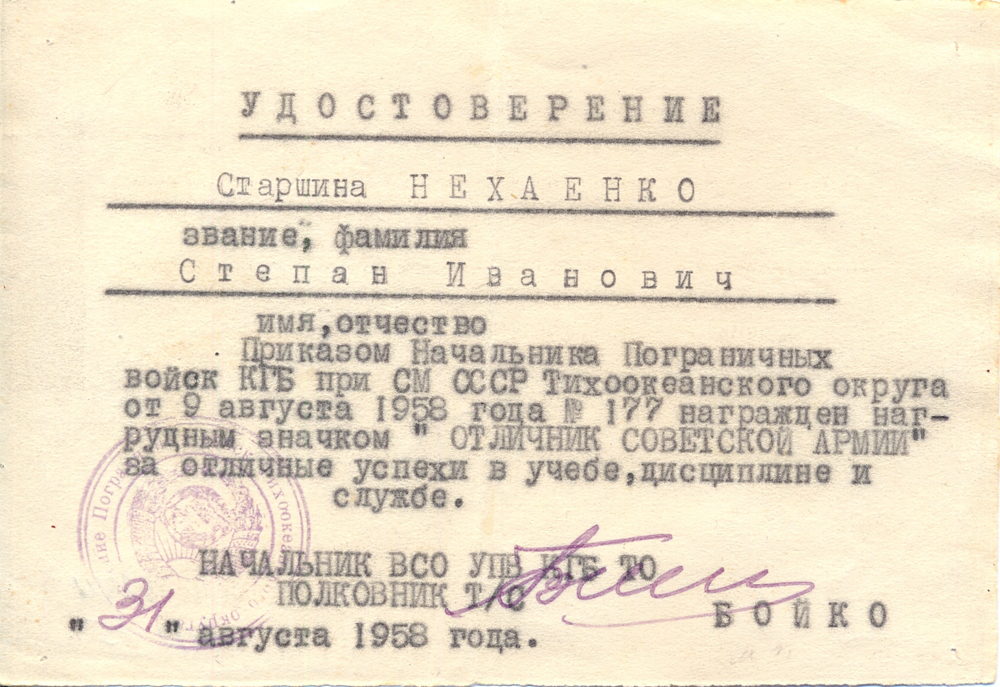 УДОСТОВЕРЕНИЕ
Старшина НЕХАЕНКО
звание, фамилия
Степан Иванович
имя,отчество
Приказом Начальника Пограничных
войск КГБ при СМ СССР Тихоокеанского округа
от 9 августа 1958 года № 177 награжден наг-
рудным значком " ОТЛИЧНИК СОВЕТСКОЙ АРМИИ"
за отличные успехи в учебе,дисциплине и
службе.
НАЧАЛЬНИК ВСО УПВ КГБ ТО
ПОЛКОВНИК Т/С
БОЙКО
"31" августа 1958 года.